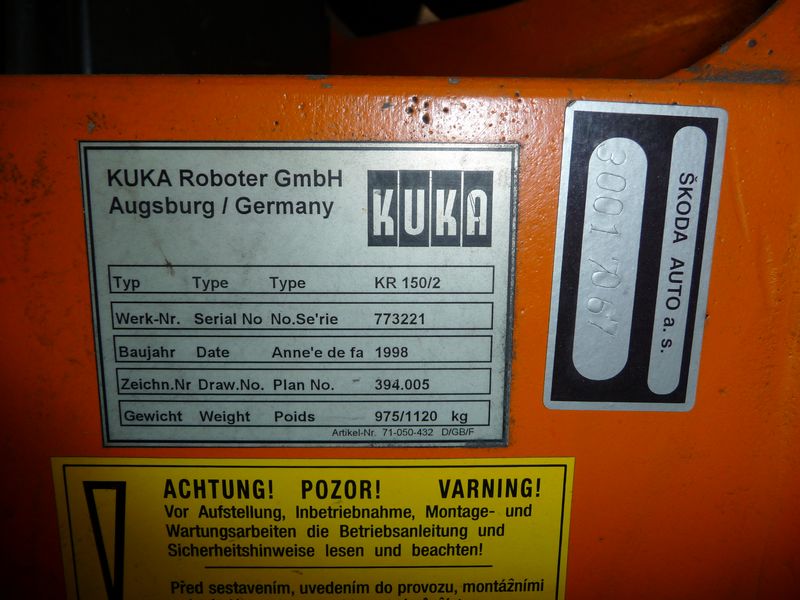 KUKA Roboter GmbH
Augsburg / Germany
KUKA
Typ Type Type KR 150/2
Werk-Nr. Serial No No.Se'rie 773221
Baujahr Date Anne'e de fa 1998
Zeichn.Nr Draw.No. Plan No. 394.005
Gewicht Weight Poids 975/1120 kg
Artikel-Nr. 71-050-432 D/GB/F
ŠKODA AUTO a. s.
30017067
ACHTUNG! POZOR! VARNING!
Vor Aufstellung, Inbetriebnahme, Montage- und
Wartungsarbeiten die Betriebsanleitung und
Sicherheitshinweise lesen und beachten!
Před sestavením, uvedením do provozu, montážními